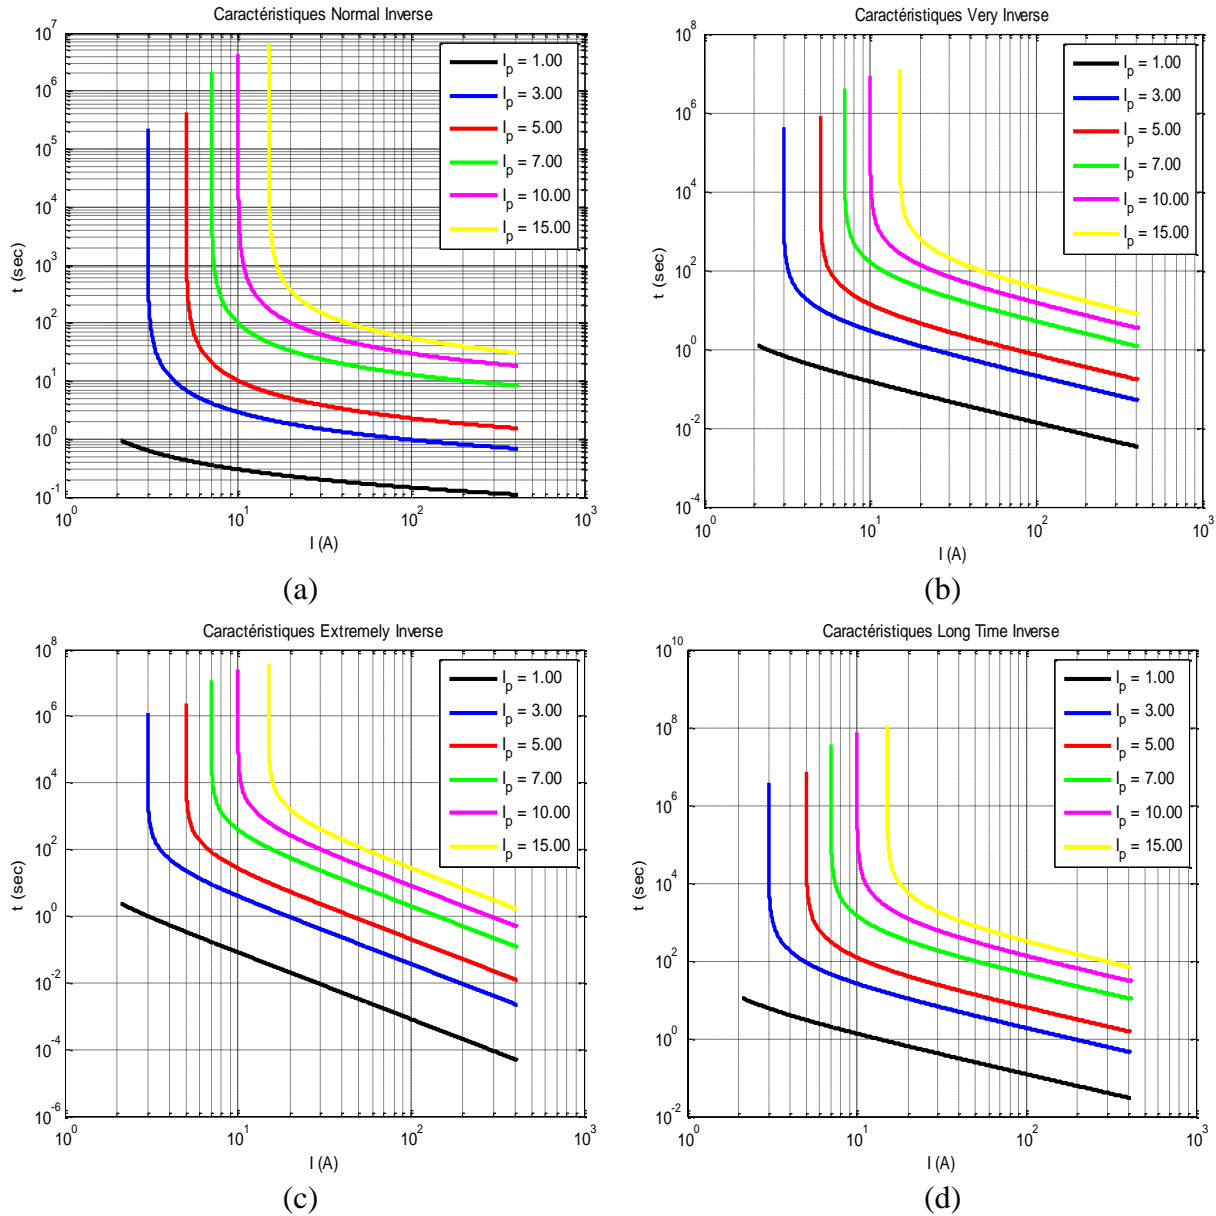 Caractéristiques Normal Inverse
10^7
10^6
10^5
10^4
10^3
10^2
10^1
10^0
10^-1
t (sec)
10^0 10^1 10^2 10^3
I (A)
I_p = 1.00
I_p = 3.00
I_p = 5.00
I_p = 7.00
I_p = 10.00
I_p = 15.00
(a)
Caractéristiques Very Inverse
10^8
10^6
10^4
10^2
10^0
10^-2
10^-4
t (sec)
10^0 10^1 10^2 10^3
I (A)
I_p = 1.00
I_p = 3.00
I_p = 5.00
I_p = 7.00
I_p = 10.00
I_p = 15.00
(b)
Caractéristiques Extremely Inverse
10^8
10^6
10^4
10^2
10^0
10^-2
10^-4
10^-6
t (sec)
10^0 10^1 10^2 10^3
I (A)
I_p = 1.00
I_p = 3.00
I_p = 5.00
I_p = 7.00
I_p = 10.00
I_p = 15.00
(c)
Caractéristiques Long Time Inverse
10^10
10^8
10^6
10^4
10^2
10^0
10^-2
t (sec)
10^0 10^1 10^2 10^3
I (A)
I_p = 1.00
I_p = 3.00
I_p = 5.00
I_p = 7.00
I_p = 10.00
I_p = 15.00
(d)